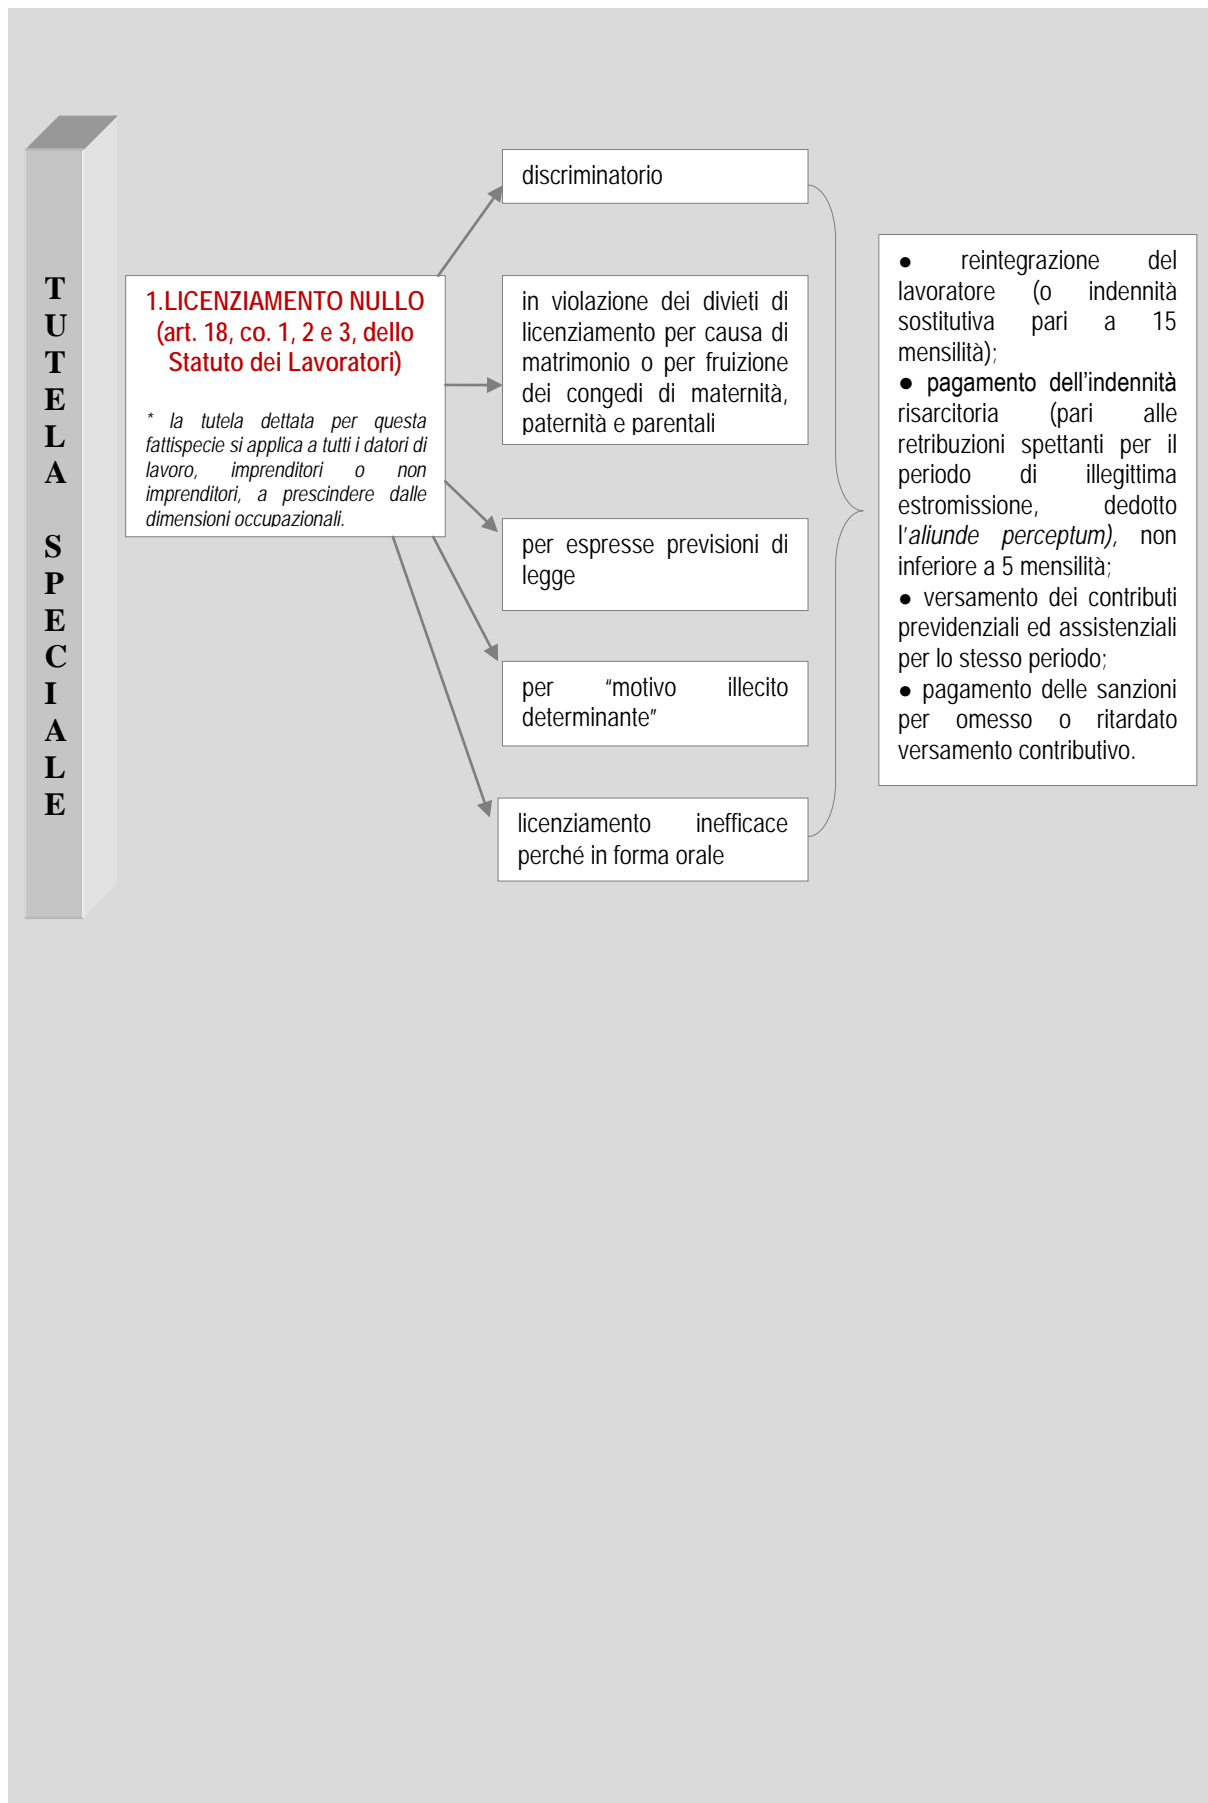 T
U
T
E
L
A
S
P
E
C
I
A
L
E
1.LICENZIAMENTO NULLO
(art. 18, co. 1, 2 e 3, dello
Statuto dei Lavoratori)
* la tutela dettata per questa
fattispecie si applica a tutti i datori di
lavoro, imprenditori o non
imprenditori, a prescindere dalle
dimensioni occupazionali.
discriminatorio
in violazione dei divieti di
licenziamento per causa di
matrimonio o per fruizione
dei congedi di maternità,
paternità e parentali
per espresse previsioni di
legge
per “motivo illecito
determinante”
licenziamento inefficace
perché in forma orale
● reintegrazione del
lavoratore (o indennità
sostitutiva pari a 15
mensilità);
● pagamento dell’indennità
risarcitoria (pari alle
retribuzioni spettanti per il
periodo di illegittima
estromissione, dedotto
l’aliunde perceptum), non
inferiore a 5 mensilità;
● versamento dei contributi
previdenziali ed assistenziali
per lo stesso periodo;
● pagamento delle sanzioni
per omesso o ritardato
versamento contributivo.